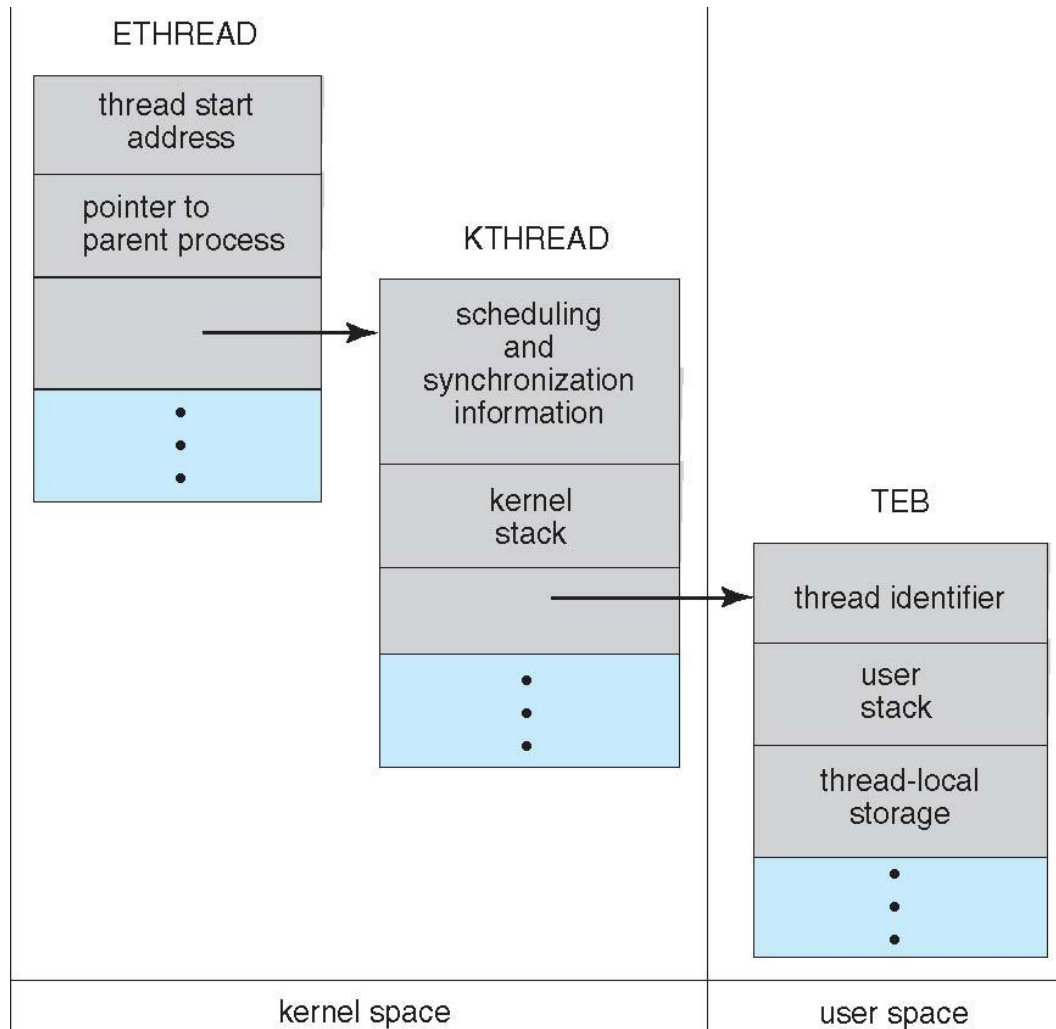 ETHREAD
thread start
address
pointer to
parent process
KTHREAD
scheduling
and
synchronization
information
kernel
stack
TEB
thread identifier
user
stack
thread-local
storage
kernel space
user space